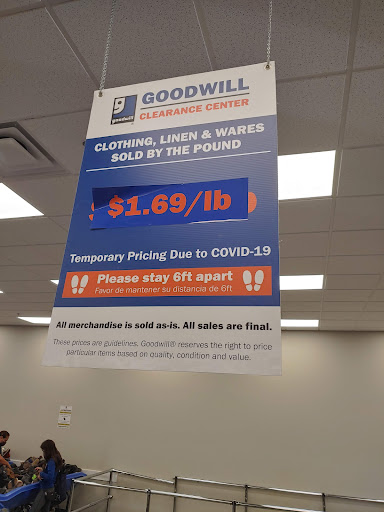 goodwill
GOODWILL
CLEARANCE CENTER
CLOTHING, LINEN & WARES
SOLD BY THE POUND
$1.69/lb
Temporary Pricing Due to COVID-19
Please stay 6ft apart
Favor de mantener su distancia de 6ft
All merchandise is sold as-is. All sales are final.
These prices are guidelines. Goodwill® reserves the right to price
particular items based on quality, condition and value.